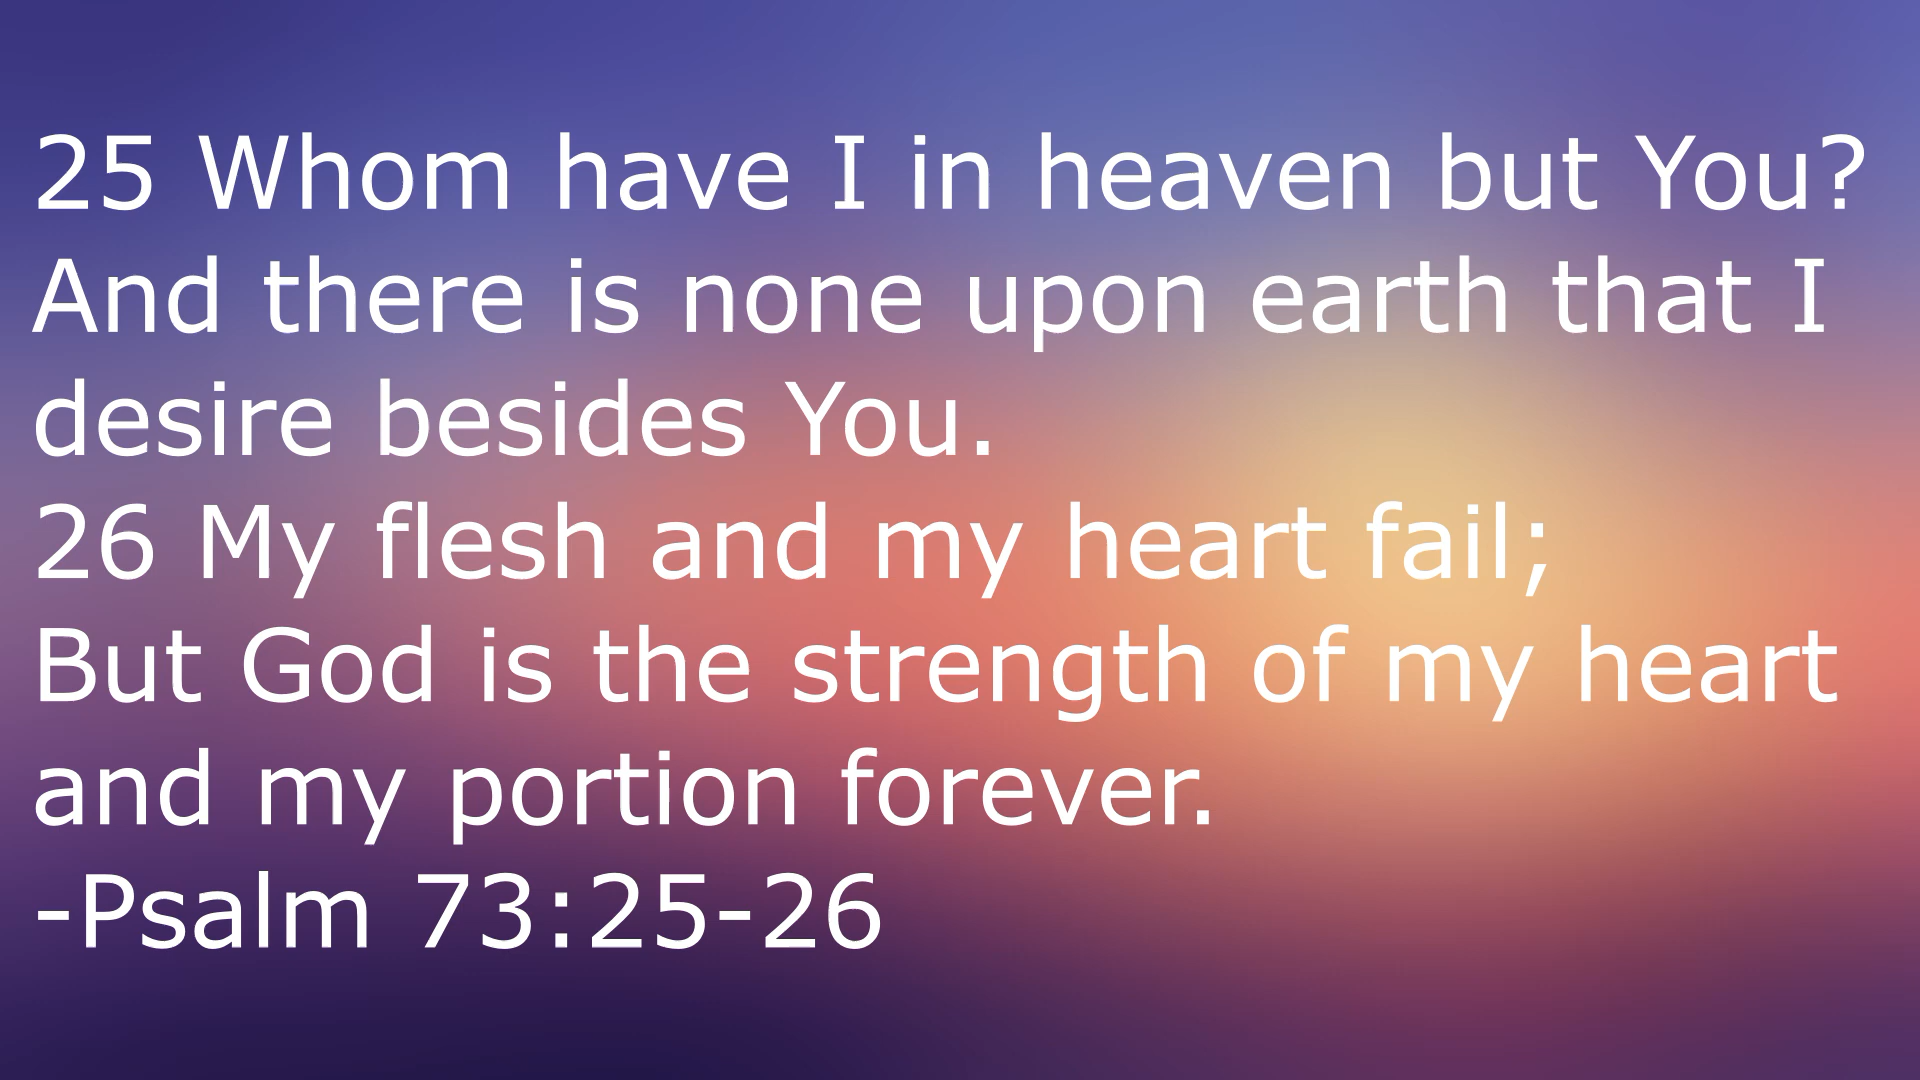 25 Whom have I in heaven but You?
And there is none upon earth that I
desire besides You.
26 My flesh and my heart fail;
But God is the strength of my heart
and my portion forever.
-Psalm 73:25-26